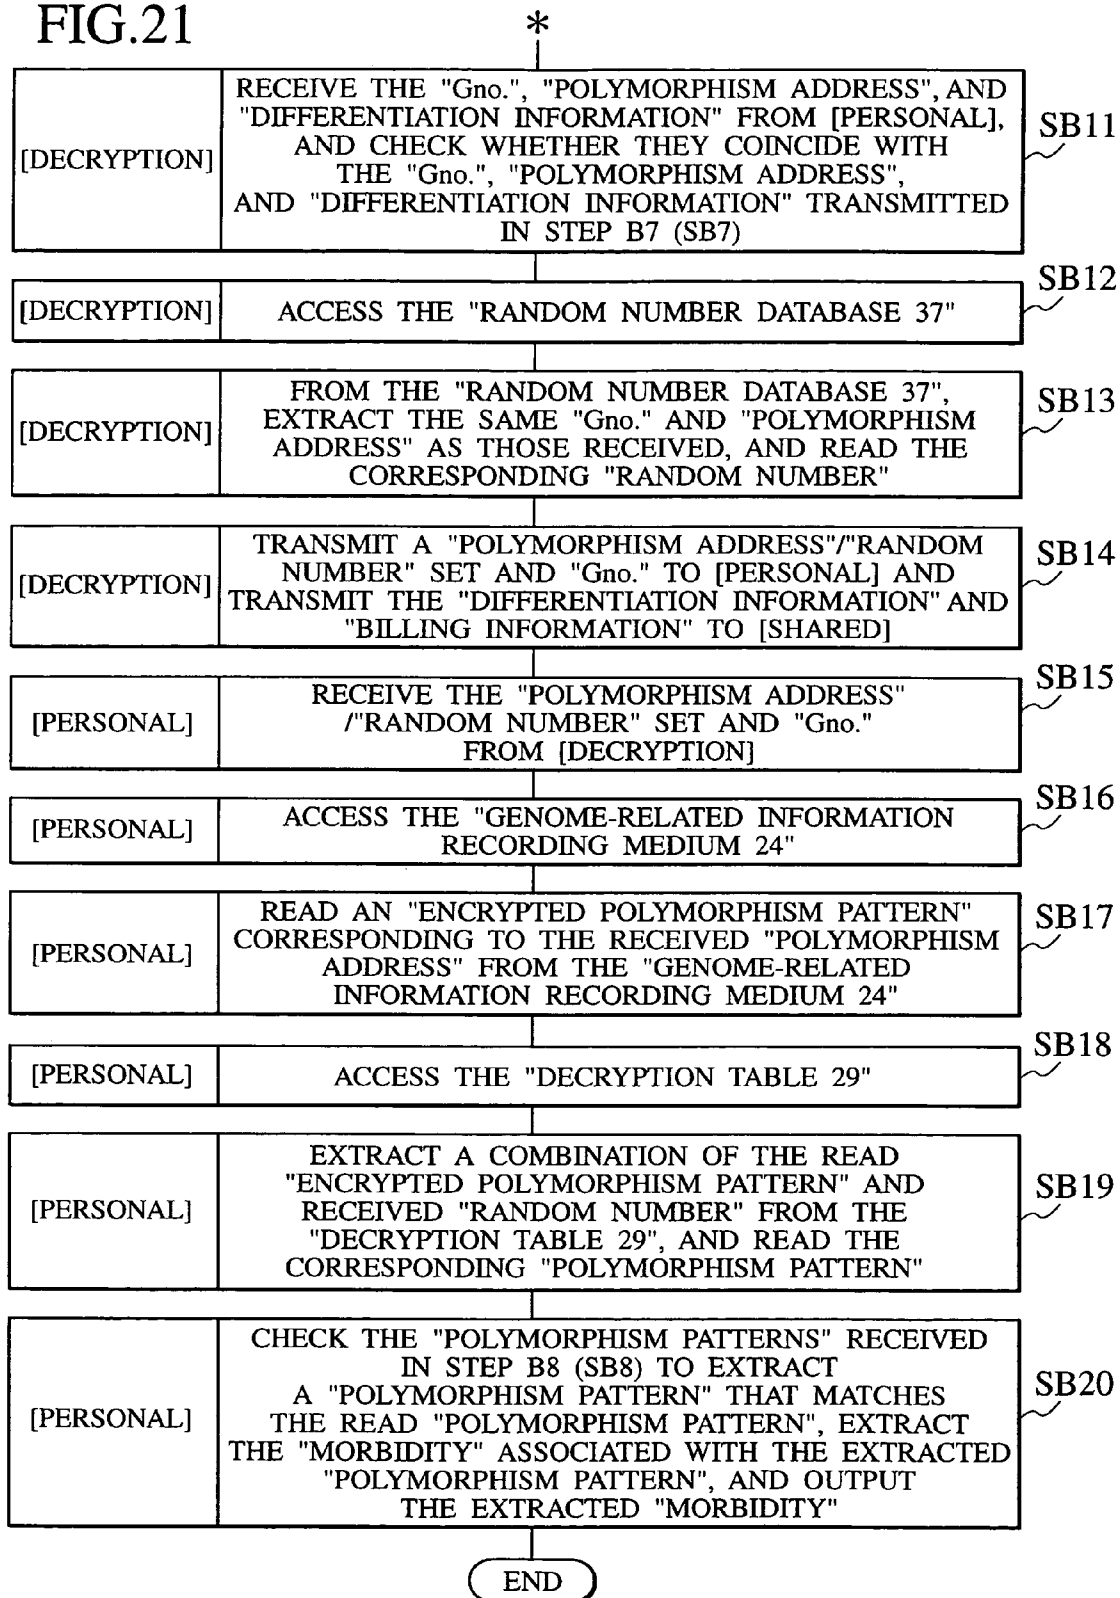 FIG.21
*
[DECRYPTION]
RECEIVE THE "Gno.", "POLYMORPHISM ADDRESS", AND
"DIFFERENTIATION INFORMATION" FROM [PERSONAL],
AND CHECK WHETHER THEY COINCIDE WITH
THE "Gno.", "POLYMORPHISM ADDRESS",
AND "DIFFERENTIATION INFORMATION" TRANSMITTED
IN STEP B7 (SB7)
SB11
[DECRYPTION]
ACCESS THE "RANDOM NUMBER DATABASE 37"
SB12
[DECRYPTION]
FROM THE "RANDOM NUMBER DATABASE 37",
EXTRACT THE SAME "Gno." AND "POLYMORPHISM
ADDRESS" AS THOSE RECEIVED, AND READ THE
CORRESPONDING "RANDOM NUMBER"
SB13
[DECRYPTION]
TRANSMIT A "POLYMORPHISM ADDRESS"/"RANDOM
NUMBER" SET AND "Gno." TO [PERSONAL] AND
TRANSMIT THE "DIFFERENTIATION INFORMATION" AND
"BILLING INFORMATION" TO [SHARED]
SB14
[PERSONAL]
RECEIVE THE "POLYMORPHISM ADDRESS"
/"RANDOM NUMBER" SET AND "Gno."
FROM [DECRYPTION]
SB15
[PERSONAL]
ACCESS THE "GENOME-RELATED INFORMATION
RECORDING MEDIUM 24"
SB16
[PERSONAL]
READ AN "ENCRYPTED POLYMORPHISM PATTERN"
CORRESPONDING TO THE RECEIVED "POLYMORPHISM
ADDRESS" FROM THE "GENOME-RELATED
INFORMATION RECORDING MEDIUM 24"
SB17
[PERSONAL]
ACCESS THE "DECRYPTION TABLE 29"
SB18
[PERSONAL]
EXTRACT A COMBINATION OF THE READ
"ENCRYPTED POLYMORPHISM PATTERN" AND
RECEIVED "RANDOM NUMBER" FROM THE
"DECRYPTION TABLE 29", AND READ THE
CORRESPONDING "POLYMORPHISM PATTERN"
SB19
[PERSONAL]
CHECK THE "POLYMORPHISM PATTERNS" RECEIVED
IN STEP B8 (SB8) TO EXTRACT
A "POLYMORPHISM PATTERN" THAT MATCHES
THE READ "POLYMORPHISM PATTERN", EXTRACT
THE "MORBIDITY" ASSOCIATED WITH THE EXTRACTED
"POLYMORPHISM PATTERN", AND OUTPUT
THE EXTRACTED "MORBIDITY"
SB20
END